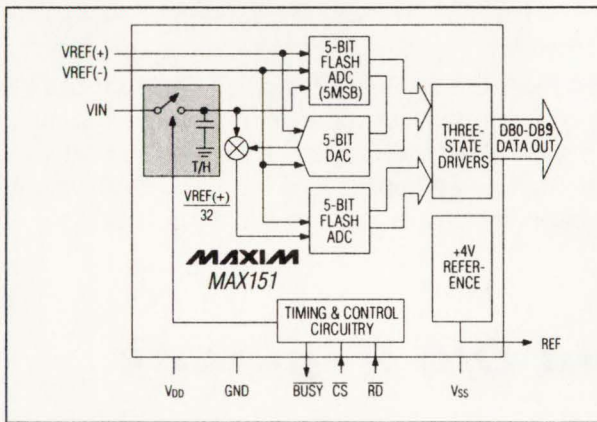 VREF(+)
VREF(-)
VIN
5-BIT
FLASH
ADC
(5MSB)
5-BIT
DAC
T/H
VREF(+)
32
5-BIT
FLASH
ADC
THREE-
STATE
DRIVERS
DB0-DB9
DATA OUT
MAXIM
MAX151
+4V
REFER-
ENCE
TIMING & CONTROL
CIRCUITRY
REF
VDD
GND
BUSY
CS
RD
VSS